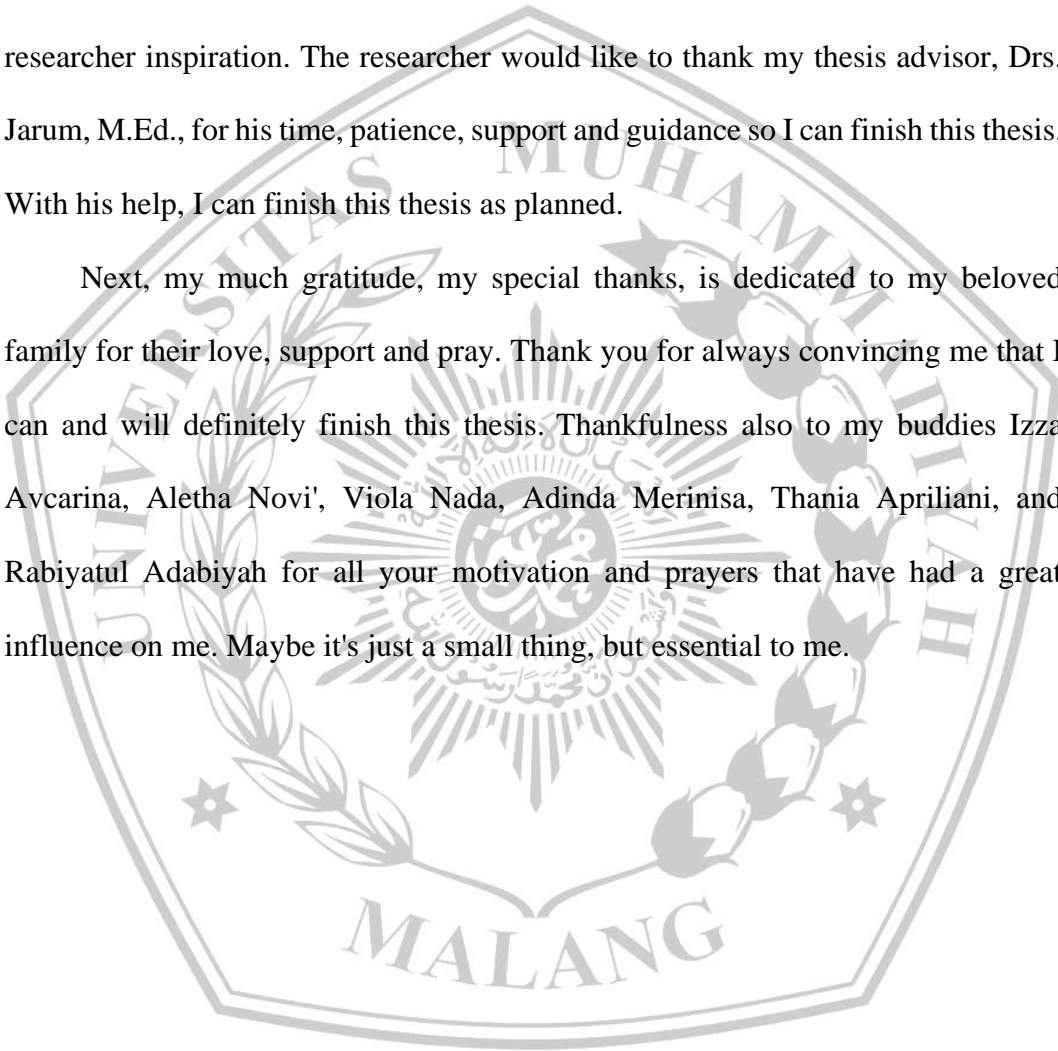 researcher inspiration. The researcher would like to thank my thesis advisor, Drs.
Jarum, M.Ed., for his time, patience, support and guidance so I can finish this thesis.
With his help, I can finish this thesis as planned.
Next, my much gratitude, my special thanks, is dedicated to my beloved
family for their love, support and pray. Thank you for always convincing me that I
can and will definitely finish this thesis. Thankfulness also to my buddies Izza
Avcarina, Aletha Novi', Viola Nada, Adinda Merinisa, Thania Apriliani, and
Rabiyatul Adabiyah for all your motivation and prayers that have had a great
influence on me. Maybe it's just a small thing, but essential to me.
UNIVERSITAS MUHAMMADIYAH
MALANG